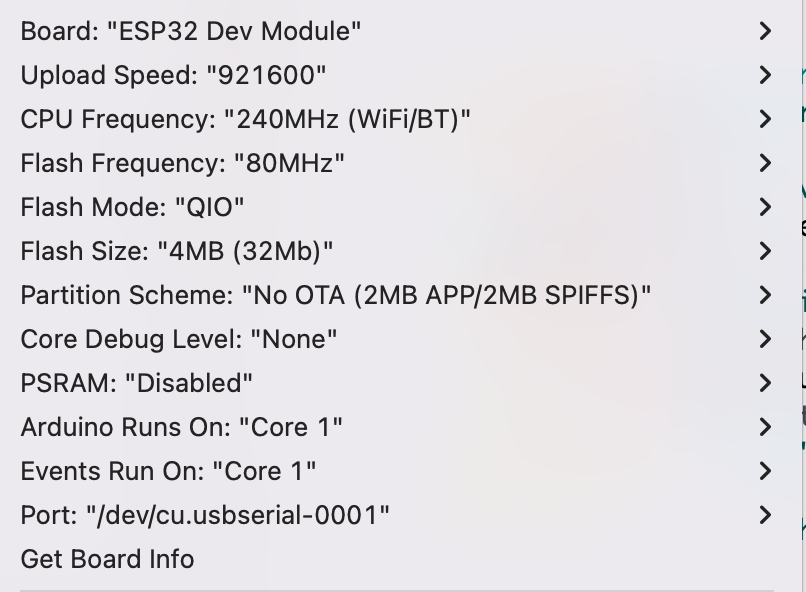 Board: "ESP32 Dev Module"
Upload Speed: "921600"
CPU Frequency: "240MHz (WiFi/BT)"
Flash Frequency: "80MHz"
Flash Mode: "QIO"
Flash Size: "4MB (32Mb)"
Partition Scheme: "No OTA (2MB APP/2MB SPIFFS)"
Core Debug Level: "None"
PSRAM: "Disabled"
Arduino Runs On: "Core 1"
Events Run On: "Core 1"
Port: "/dev/cu.usbserial-0001"
Get Board Info